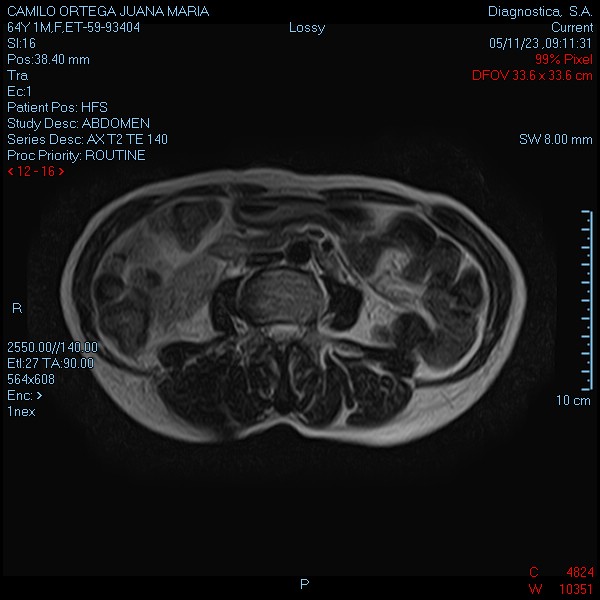 CAMILO ORTEGA JUANA MARIA
64Y 1M,F,ET-59-93404
SI:16
Pos:38.40 mm
Tra
Ec:1
Patient Pos: HFS
Study Desc: ABDOMEN
Series Desc: AX T2 TE 140
Proc Priority: ROUTINE
< 12 - 16 >
Lossy
Diagnostica, S.A.
Current
05/11/23 ,09:11:31
99% Pixel
DFOV 33.6 x 33.6 cm
SW 8.00 mm
R
2550.00//140.00
Etl:27 TA:90.00
564x608
Enc: >
1nex
10 cm
P
C 4824
W 10351